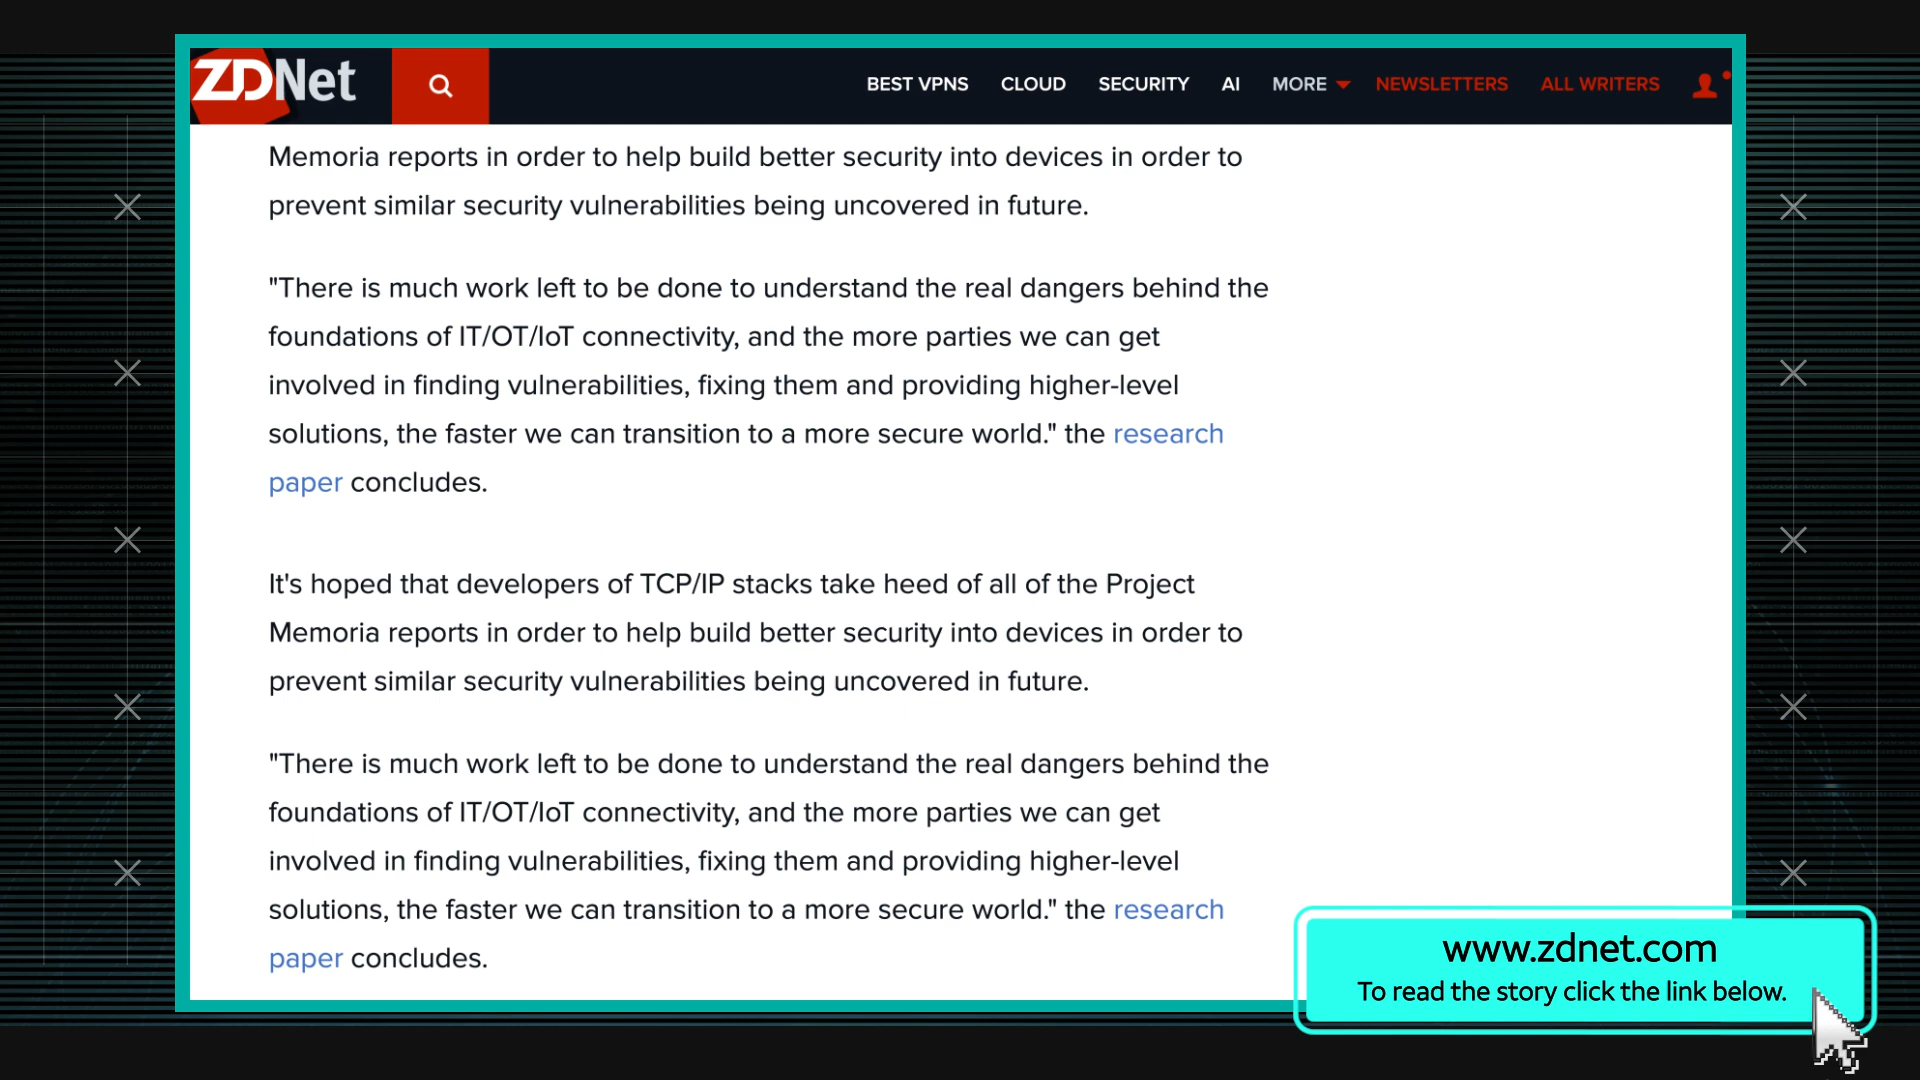 ZDNet
BEST VPNS CLOUD SECURITY AI MORE NEWSLETTERS ALL WRITERS
Memoria reports in order to help build better security into devices in order to
prevent similar security vulnerabilities being uncovered in future.
"There is much work left to be done to understand the real dangers behind the
foundations of IT/OT/IoT connectivity, and the more parties we can get
involved in finding vulnerabilities, fixing them and providing higher-level
solutions, the faster we can transition to a more secure world." the research
paper concludes.
It's hoped that developers of TCP/IP stacks take heed of all of the Project
Memoria reports in order to help build better security into devices in order to
prevent similar security vulnerabilities being uncovered in future.
"There is much work left to be done to understand the real dangers behind the
foundations of IT/OT/IoT connectivity, and the more parties we can get
involved in finding vulnerabilities, fixing them and providing higher-level
solutions, the faster we can transition to a more secure world." the research
paper concludes.
www.zdnet.com
To read the story click the link below.